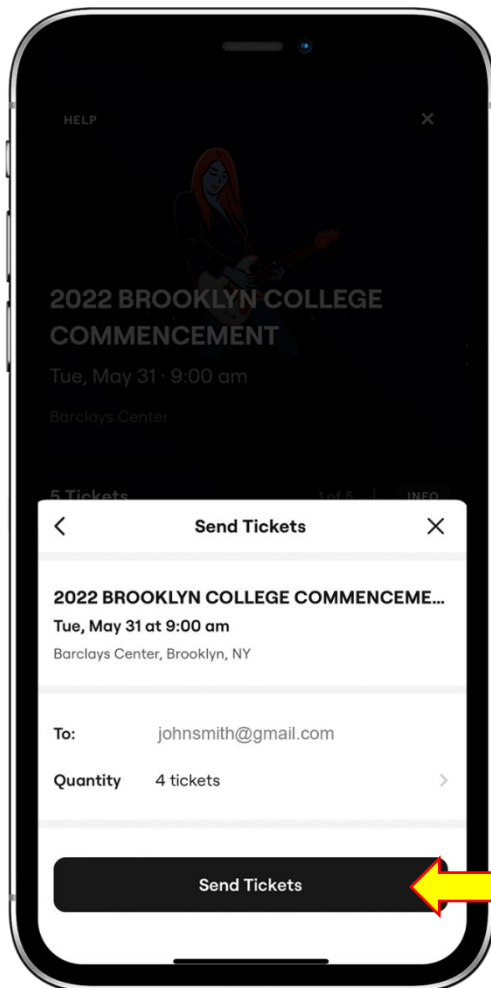 HELP
2022 BROOKLYN COLLEGE
COMMENCEMENT
Tue, May 31 · 9:00 am
Barclays Center
5 Tickets 1 of 5 | INFO
Send Tickets
2022 BROOKLYN COLLEGE COMMENCEME...
Tue, May 31 at 9:00 am
Barclays Center, Brooklyn, NY
To: johnsmith@gmail.com
Quantity 4 tickets
Send Tickets